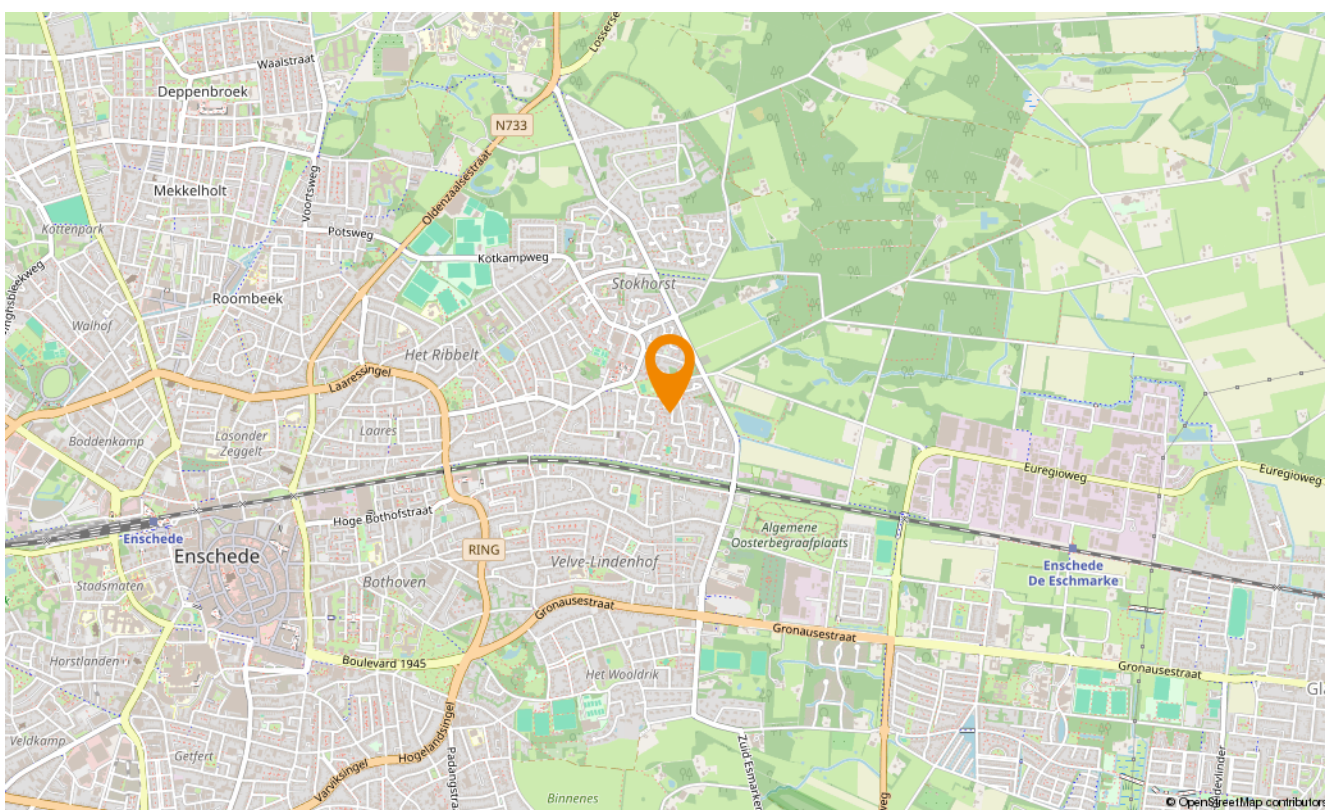 Waalstraat
Deppenbroek
N733
Mekkelholt
Voortsweg
Oldenzaalsestraat
Kottenpark
Potsweg
Kotkampweg
Stokhorst
Roombeek
Walhof
Het Ribbelt
Laaressingel
Boddenkamp
Lasonder
Zeggelt
Laares
Euregioweg
Euregioweg
Hoge Bothofstraat
Enschede
Enschede
RING
Algemene
Oosterbegraafplaats
Velve-Lindenhof
Enschede
De Eschmarke
Stadsmaten
Bothoven
Gronausestraat
Gronausestraat
Gronausestraat
Horstlanden
Boulevard 1945
Het Wooldrik
Veldkamp
Getfert
Hogelandsingel
Varviksingel
Binnenes
© OpenStreetMap contributors